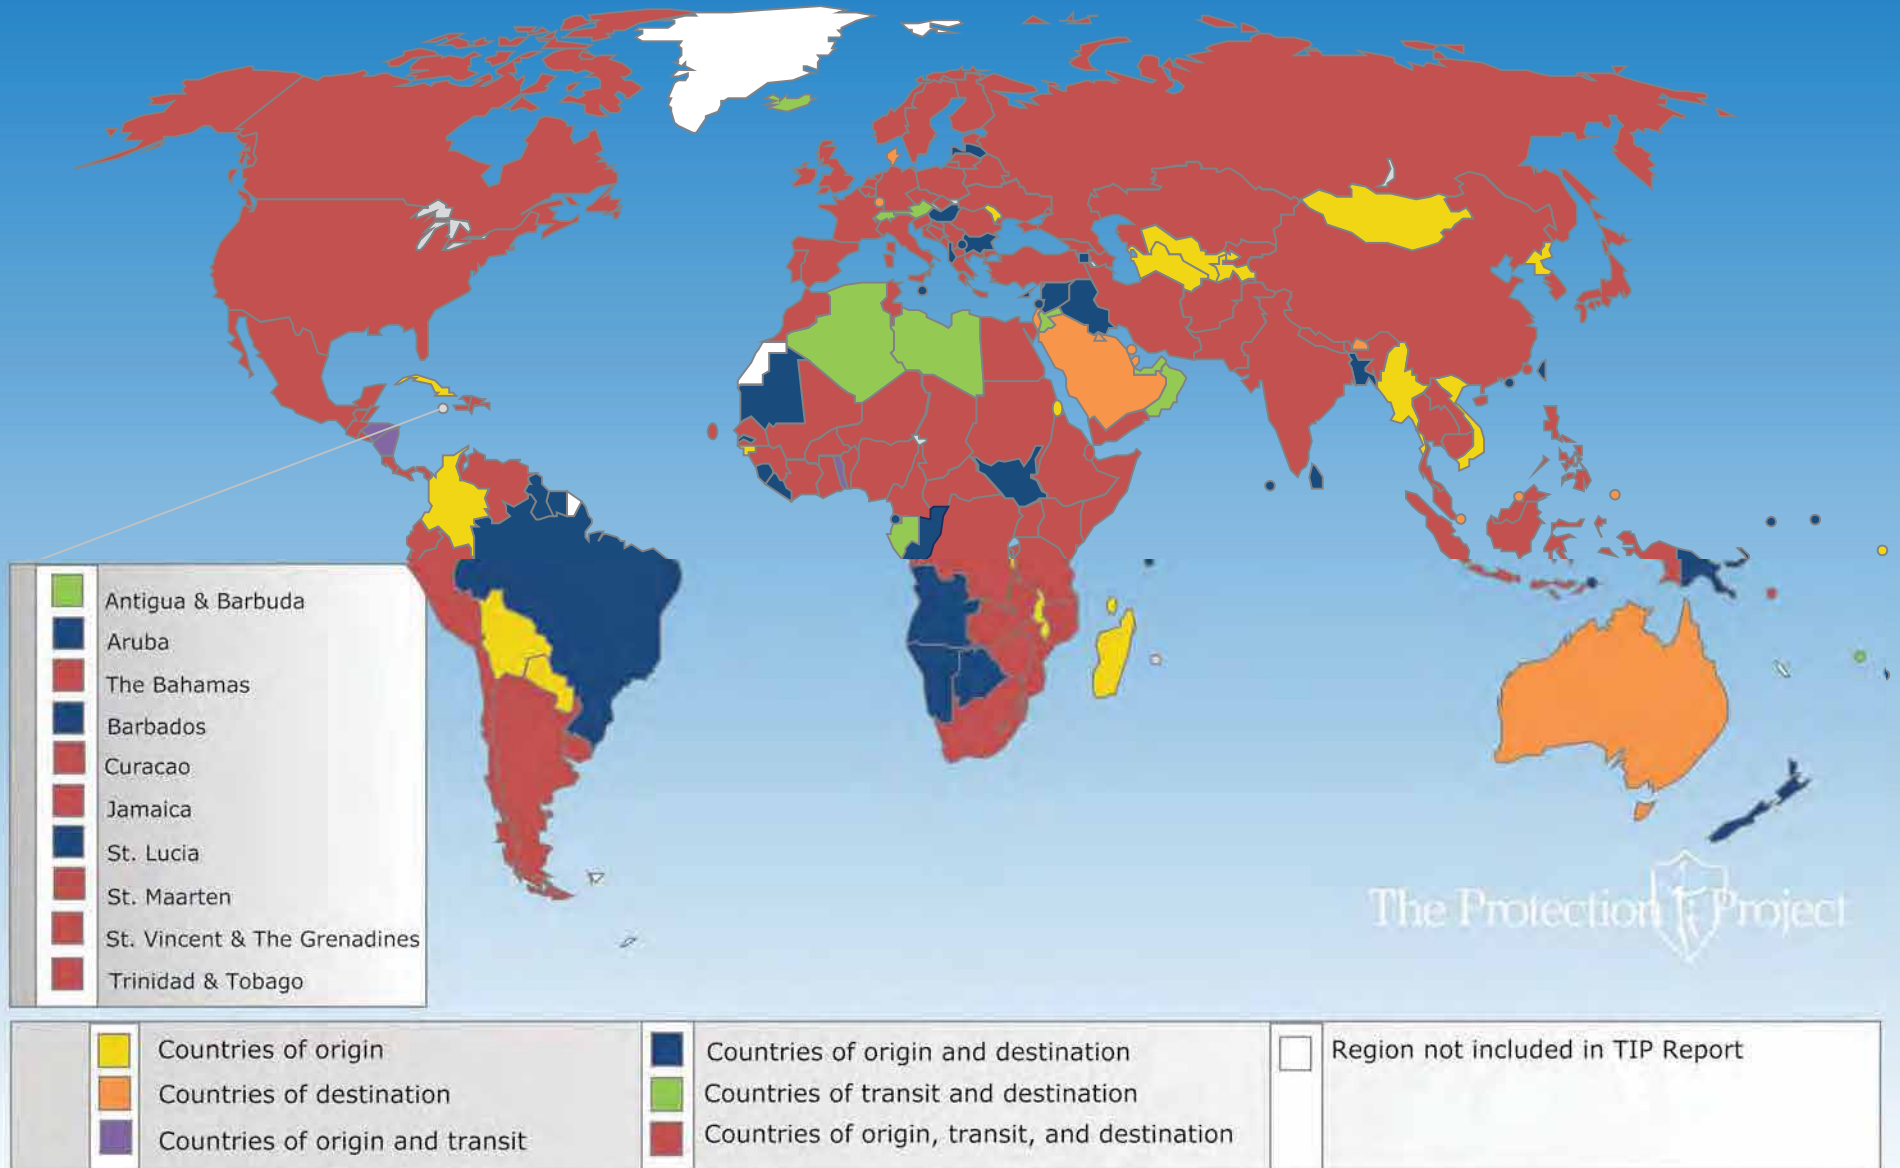 Antigua & Barbuda
Aruba
The Bahamas
Barbados
Curacao
Jamaica
St. Lucia
St. Maarten
St. Vincent & The Grenadines
Trinidad & Tobago
The Protection Project
Countries of origin
Countries of destination
Countries of origin and transit
Countries of origin and destination
Countries of transit and destination
Countries of origin, transit, and destination
Region not included in TIP Report